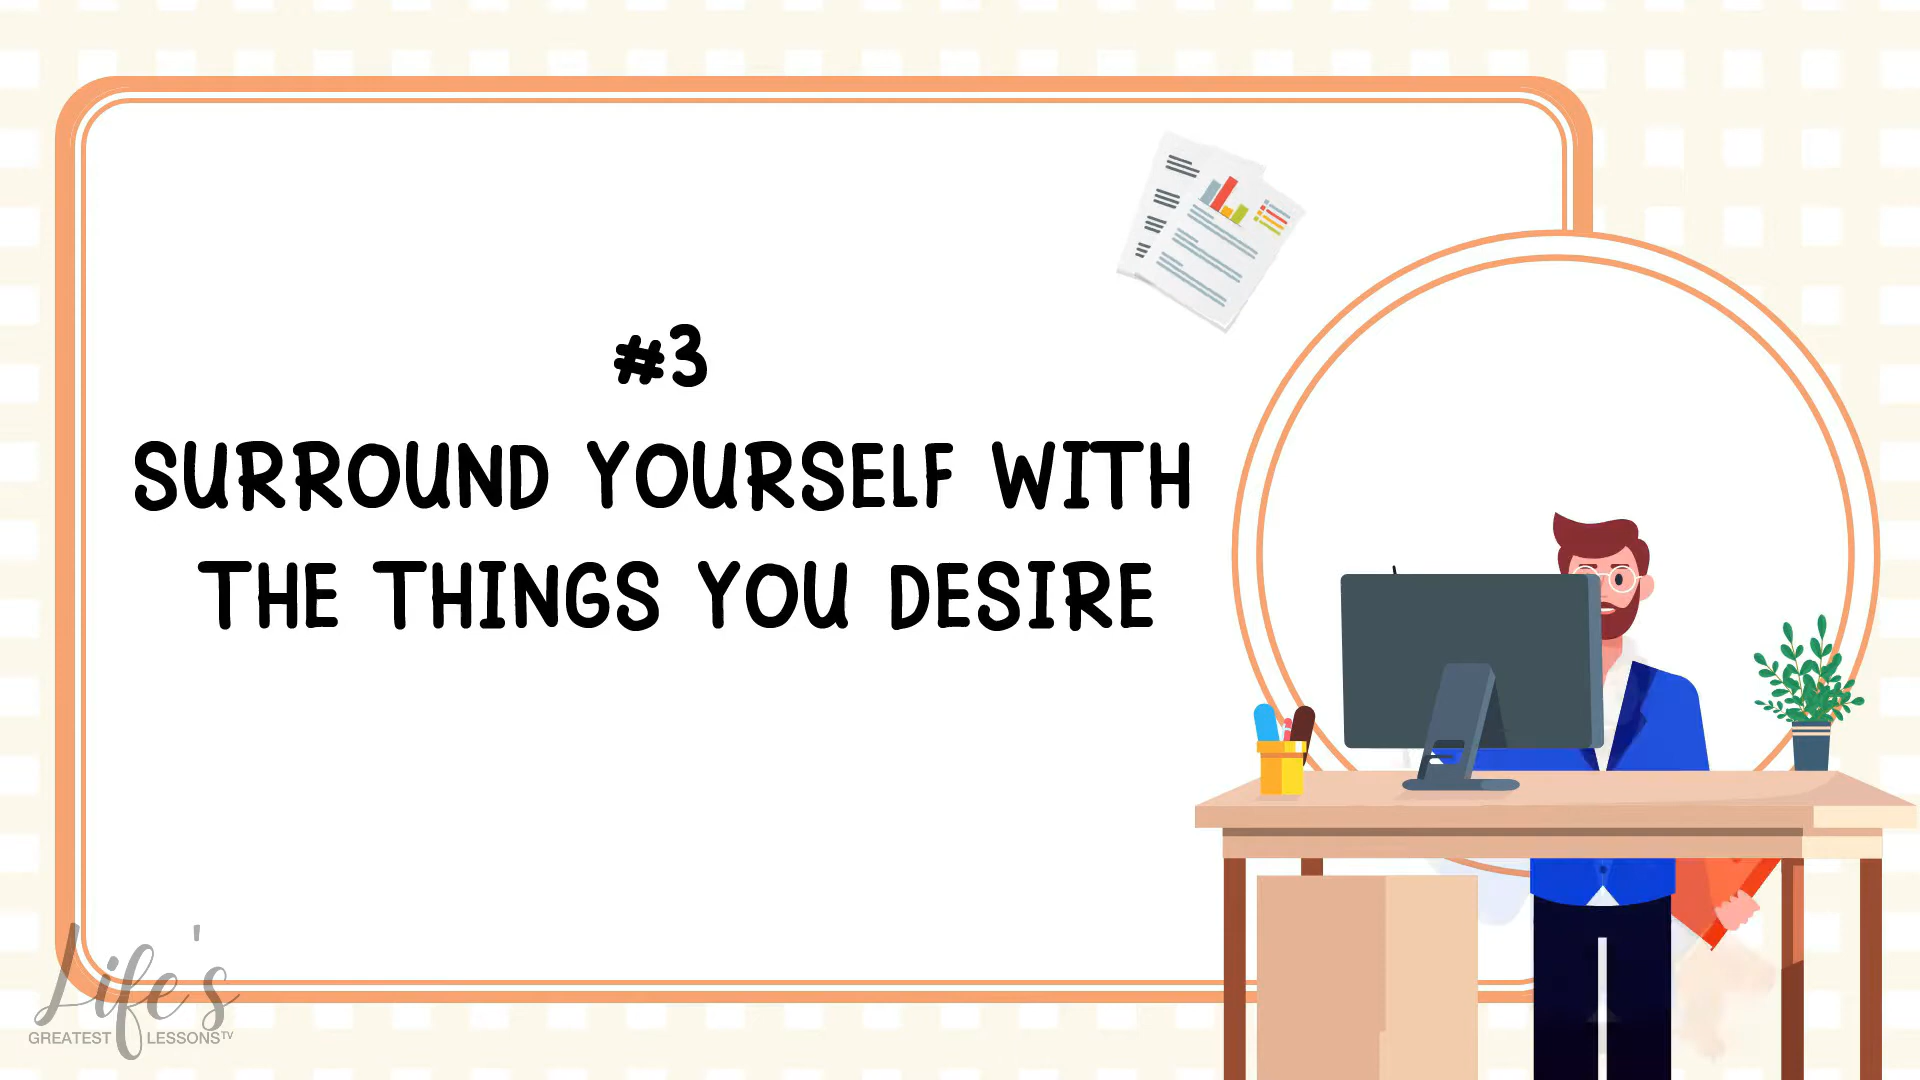 #3
SURROUND YOURSELF WITH
THE THINGS YOU DESIRE
Life's
GREATEST LESSONS TV